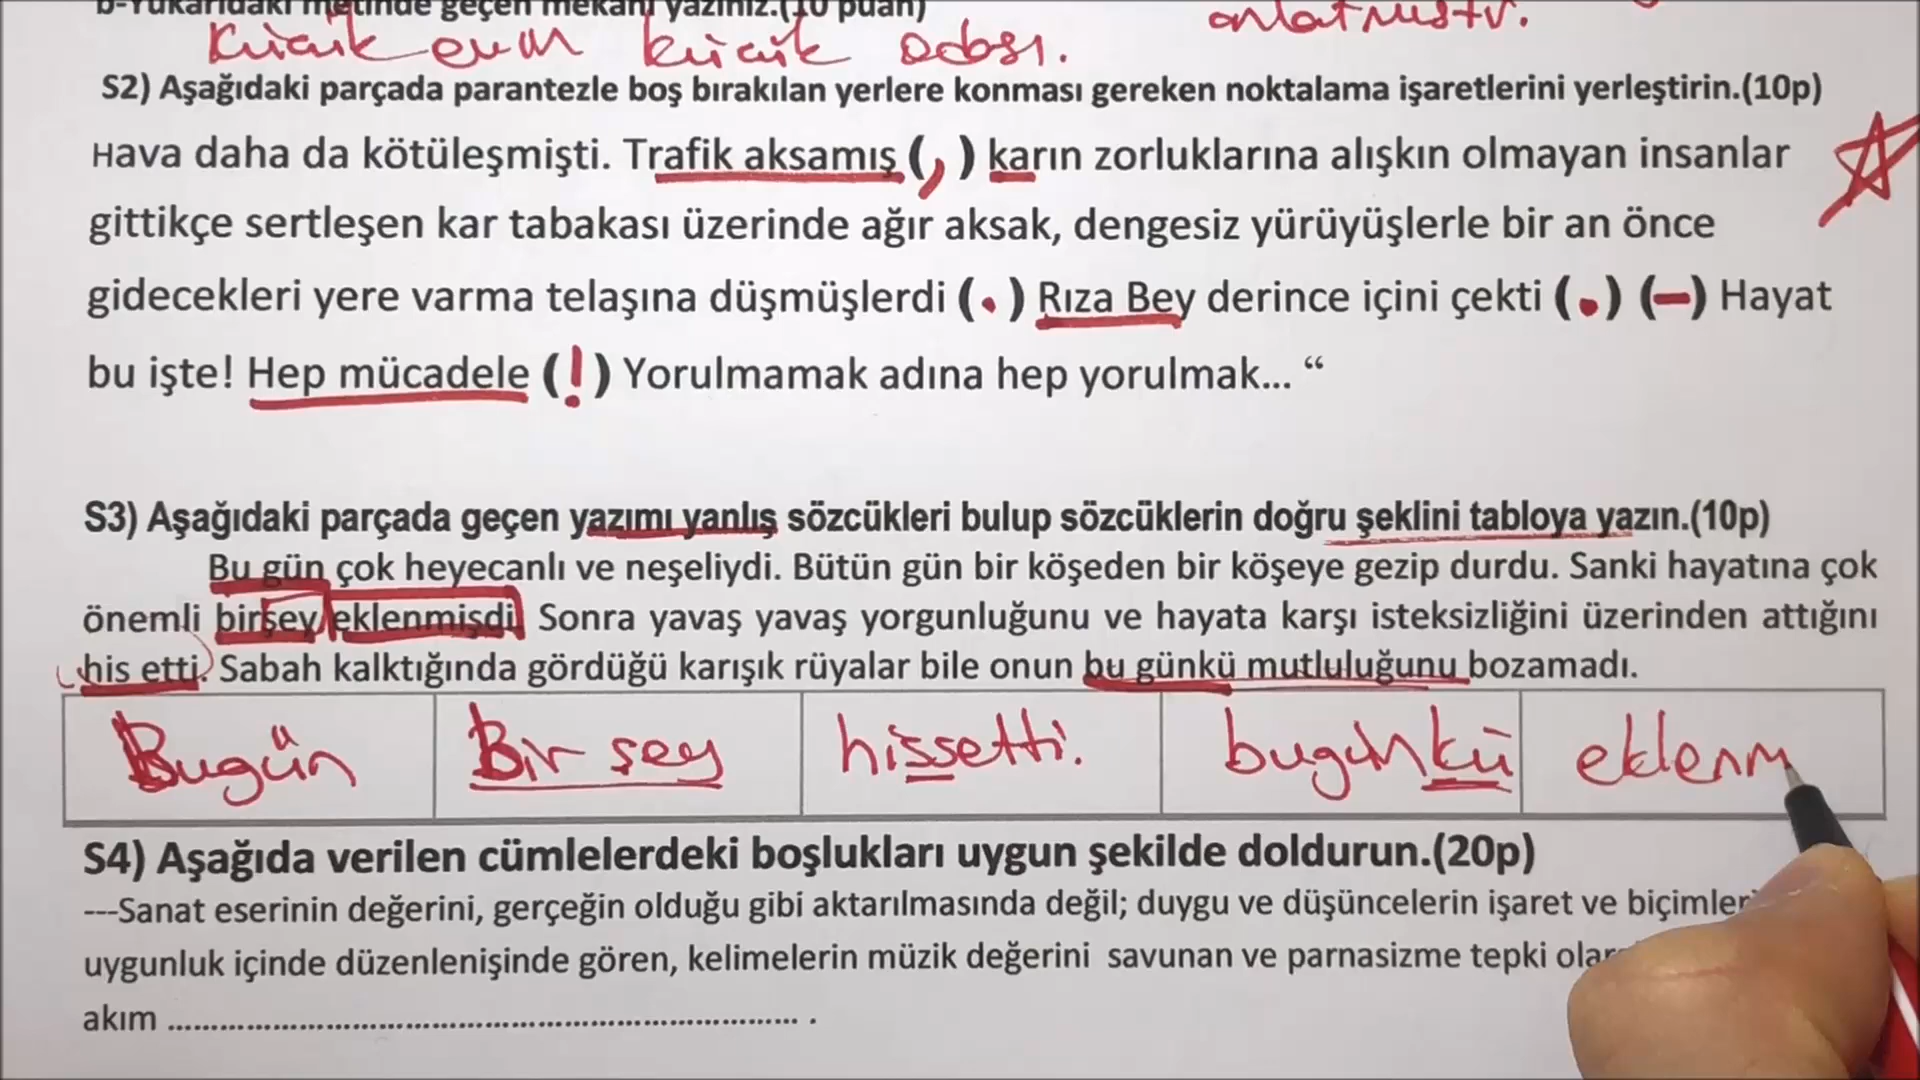 b-Yukarıdaki metinde geçen mekanı yazınız.(10 puan)
anlatmıştır.
Küçük evin küçük odası.
S2) Aşağıdaki parçada parantezle boş bırakılan yerlere konması gereken noktalama işaretlerini yerleştirin.(10p)
Hava daha da kötüleşmişti. Trafik aksamış (,) karın zorluklarına alışkın olmayan insanlar
gittikçe sertleşen kar tabakası üzerinde ağır aksak, dengesiz yürüyüşlerle bir an önce
gidecekleri yere varma telaşına düşmüşlerdi (.) Rıza Bey derince içini çekti (.) (–) Hayat
bu işte! Hep mücadele (!) Yorulmamak adına hep yorulmak... “
S3) Aşağıdaki parçada geçen yazımı yanlış sözcükleri bulup sözcüklerin doğru şeklini tabloya yazın.(10p)
Bu gün çok heyecanlı ve neşeliydi. Bütün gün bir köşeden bir köşeye gezip durdu. Sanki hayatına çok
önemli birşey eklenmişdi. Sonra yavaş yavaş yorgunluğunu ve hayata karşı isteksizliğini üzerinden attığını
his etti. Sabah kalktığında gördüğü karışık rüyalar bile onun bu günkü mutluluğunu bozamadı.
Bugün Bir şey hissetti. bugünkü eklenm
S4) Aşağıda verilen cümlelerdeki boşlukları uygun şekilde doldurun.(20p)
---Sanat eserinin değerini, gerçeğin olduğu gibi aktarılmasında değil; duygu ve düşüncelerin işaret ve biçimler
uygunluk içinde düzenlenişinde gören, kelimelerin müzik değerini savunan ve parnasizme tepki olar
akım ........................................................................ .